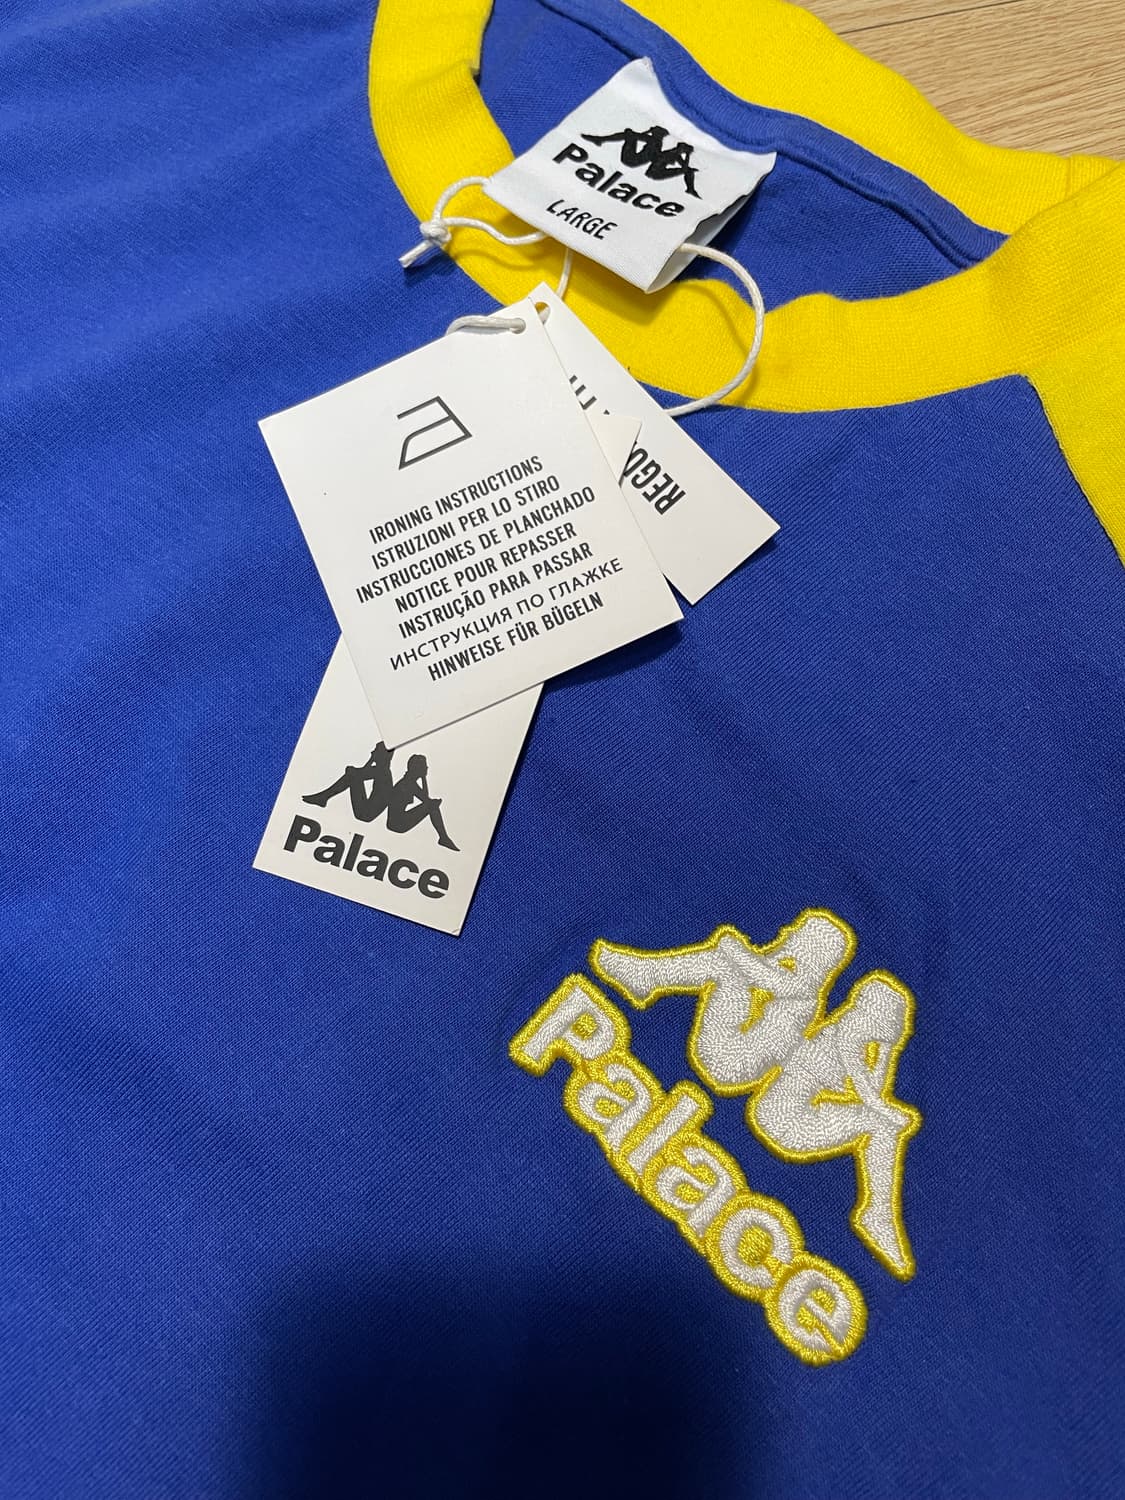 Palace
LARGE
IRONING INSTRUCTIONS
ISTRUZIONI PER LO STIRO
INSTRUCCIONES DE PLANCHADO
NOTICE POUR REPASSER
INSTRUÇÃO PARA PASSAR
ИНСТРУКЦИЯ ПО ГЛАЖКЕ
HINWEISE FÜR BÜGELN
Palace
Palace